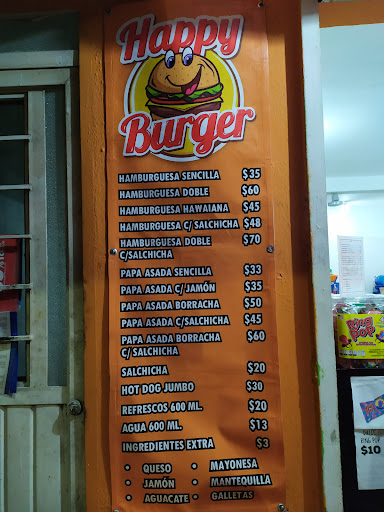 Happy
Burger
HAMBURGUESA SENCILLA $35
HAMBURGUESA DOBLE $60
HAMBURGUESA HAWAIANA $45
HAMBURGUESA C/ SALCHICHA $48
HAMBURGUESA DOBLE $70
C/SALCHICHA
PAPA ASADA SENCILLA $33
PAPA ASADA C/JAMÓN $35
PAPA ASADA BORRACHA $50
PAPA ASADA C/SALCHICHA $45
PAPA ASADA BORRACHA $60
C/ SALCHICHA
SALCHICHA $20
HOT DOG JUMBO $30
REFRESCOS 600 ML. $20
AGUA 600 ML. $13
INGREDIENTES EXTRA $3
• QUESO • MAYONESA
• JAMÓN • MANTEQUILLA
• AGUACATE • GALLETAS
POP
$10